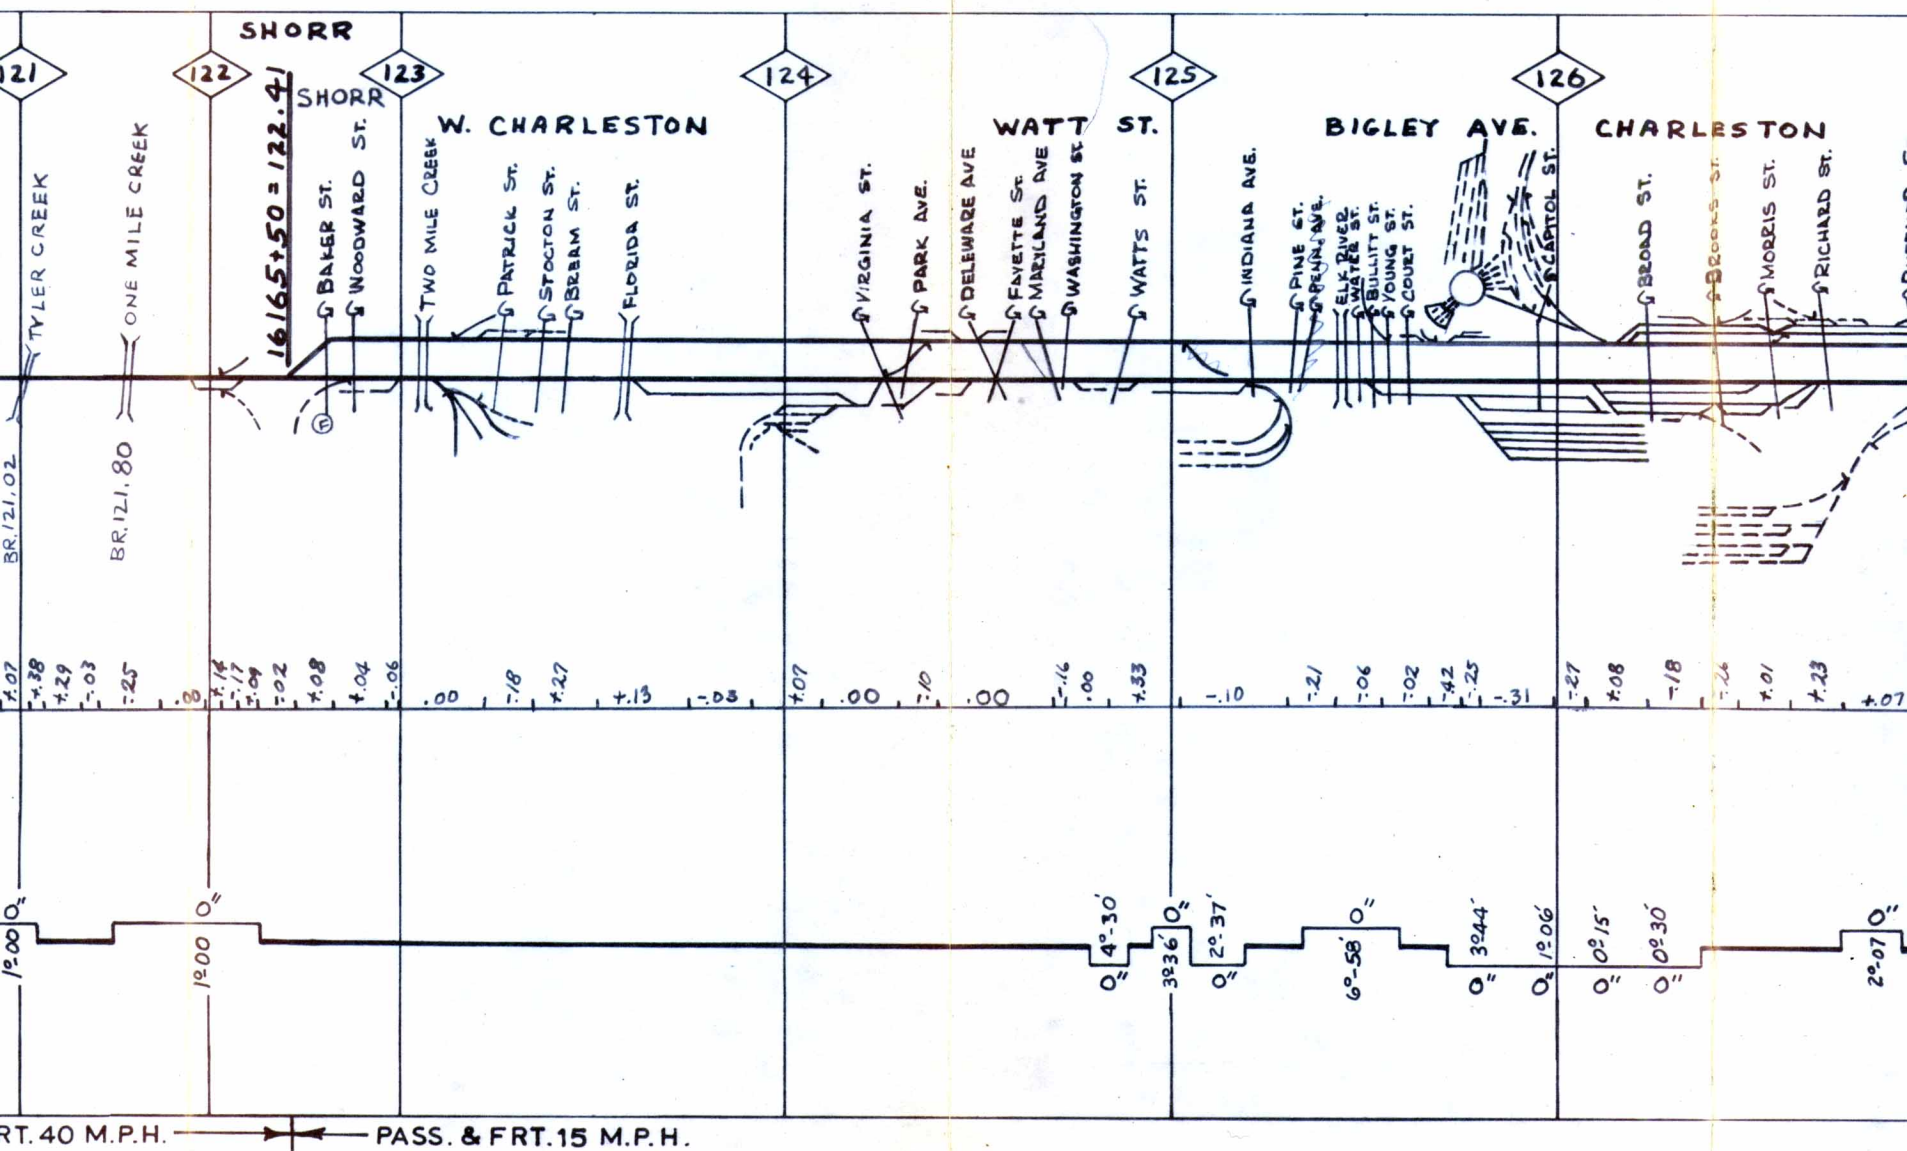 SHORR
121
122
123
124
125
126
SHORR
W. CHARLESTON
WATT ST.
BIGLEY AVE.
CHARLESTON
TYLER CREEK
ONE MILE CREEK
16165+50=122.41
BAKER ST.
WOODWARD ST.
TWO MILE CREEK
PATRICK ST.
STOCTON ST.
BREAM ST.
FLORIDA ST.
VIRGINIA ST.
PARK AVE.
DELEWARE AVE
FAYETTE ST.
MARYLAND AVE
WASHINGTON ST.
WATTS ST.
INDIANA AVE.
PINE ST.
PENN. AVE.
ELK RIVER
WATER ST.
BULLITT ST.
YOUNG ST.
COURT ST.
CAPITOL ST.
BROAD ST.
BROOKS ST.
MORRIS ST.
RICHARD ST.
BR.121.02
BR.121.80
+.07 +.38 +.29 -.03 -.25 +.14 -.17 +.09 -.02 +.08 +.04 -.06 .00 -.18 +.27 +.13 -.03 +.07 .00 -.10 .00 -.16 .00 +.33 -.10 -.21 -.06 -.02 -.42 -.25 -.31 -.27 +.08 -.18 -.26 +.01 +.23 +.07
1°00 0"
1°00 0"
4°-30' 0"
3°36' 0"
2°37' 0"
6°-58' 0"
3°44' 0"
1°06' 0"
0°15' 0"
0°30' 0"
2°-07 0"
RT. 40 M.P.H.
PASS. & FRT. 15 M.P.H.